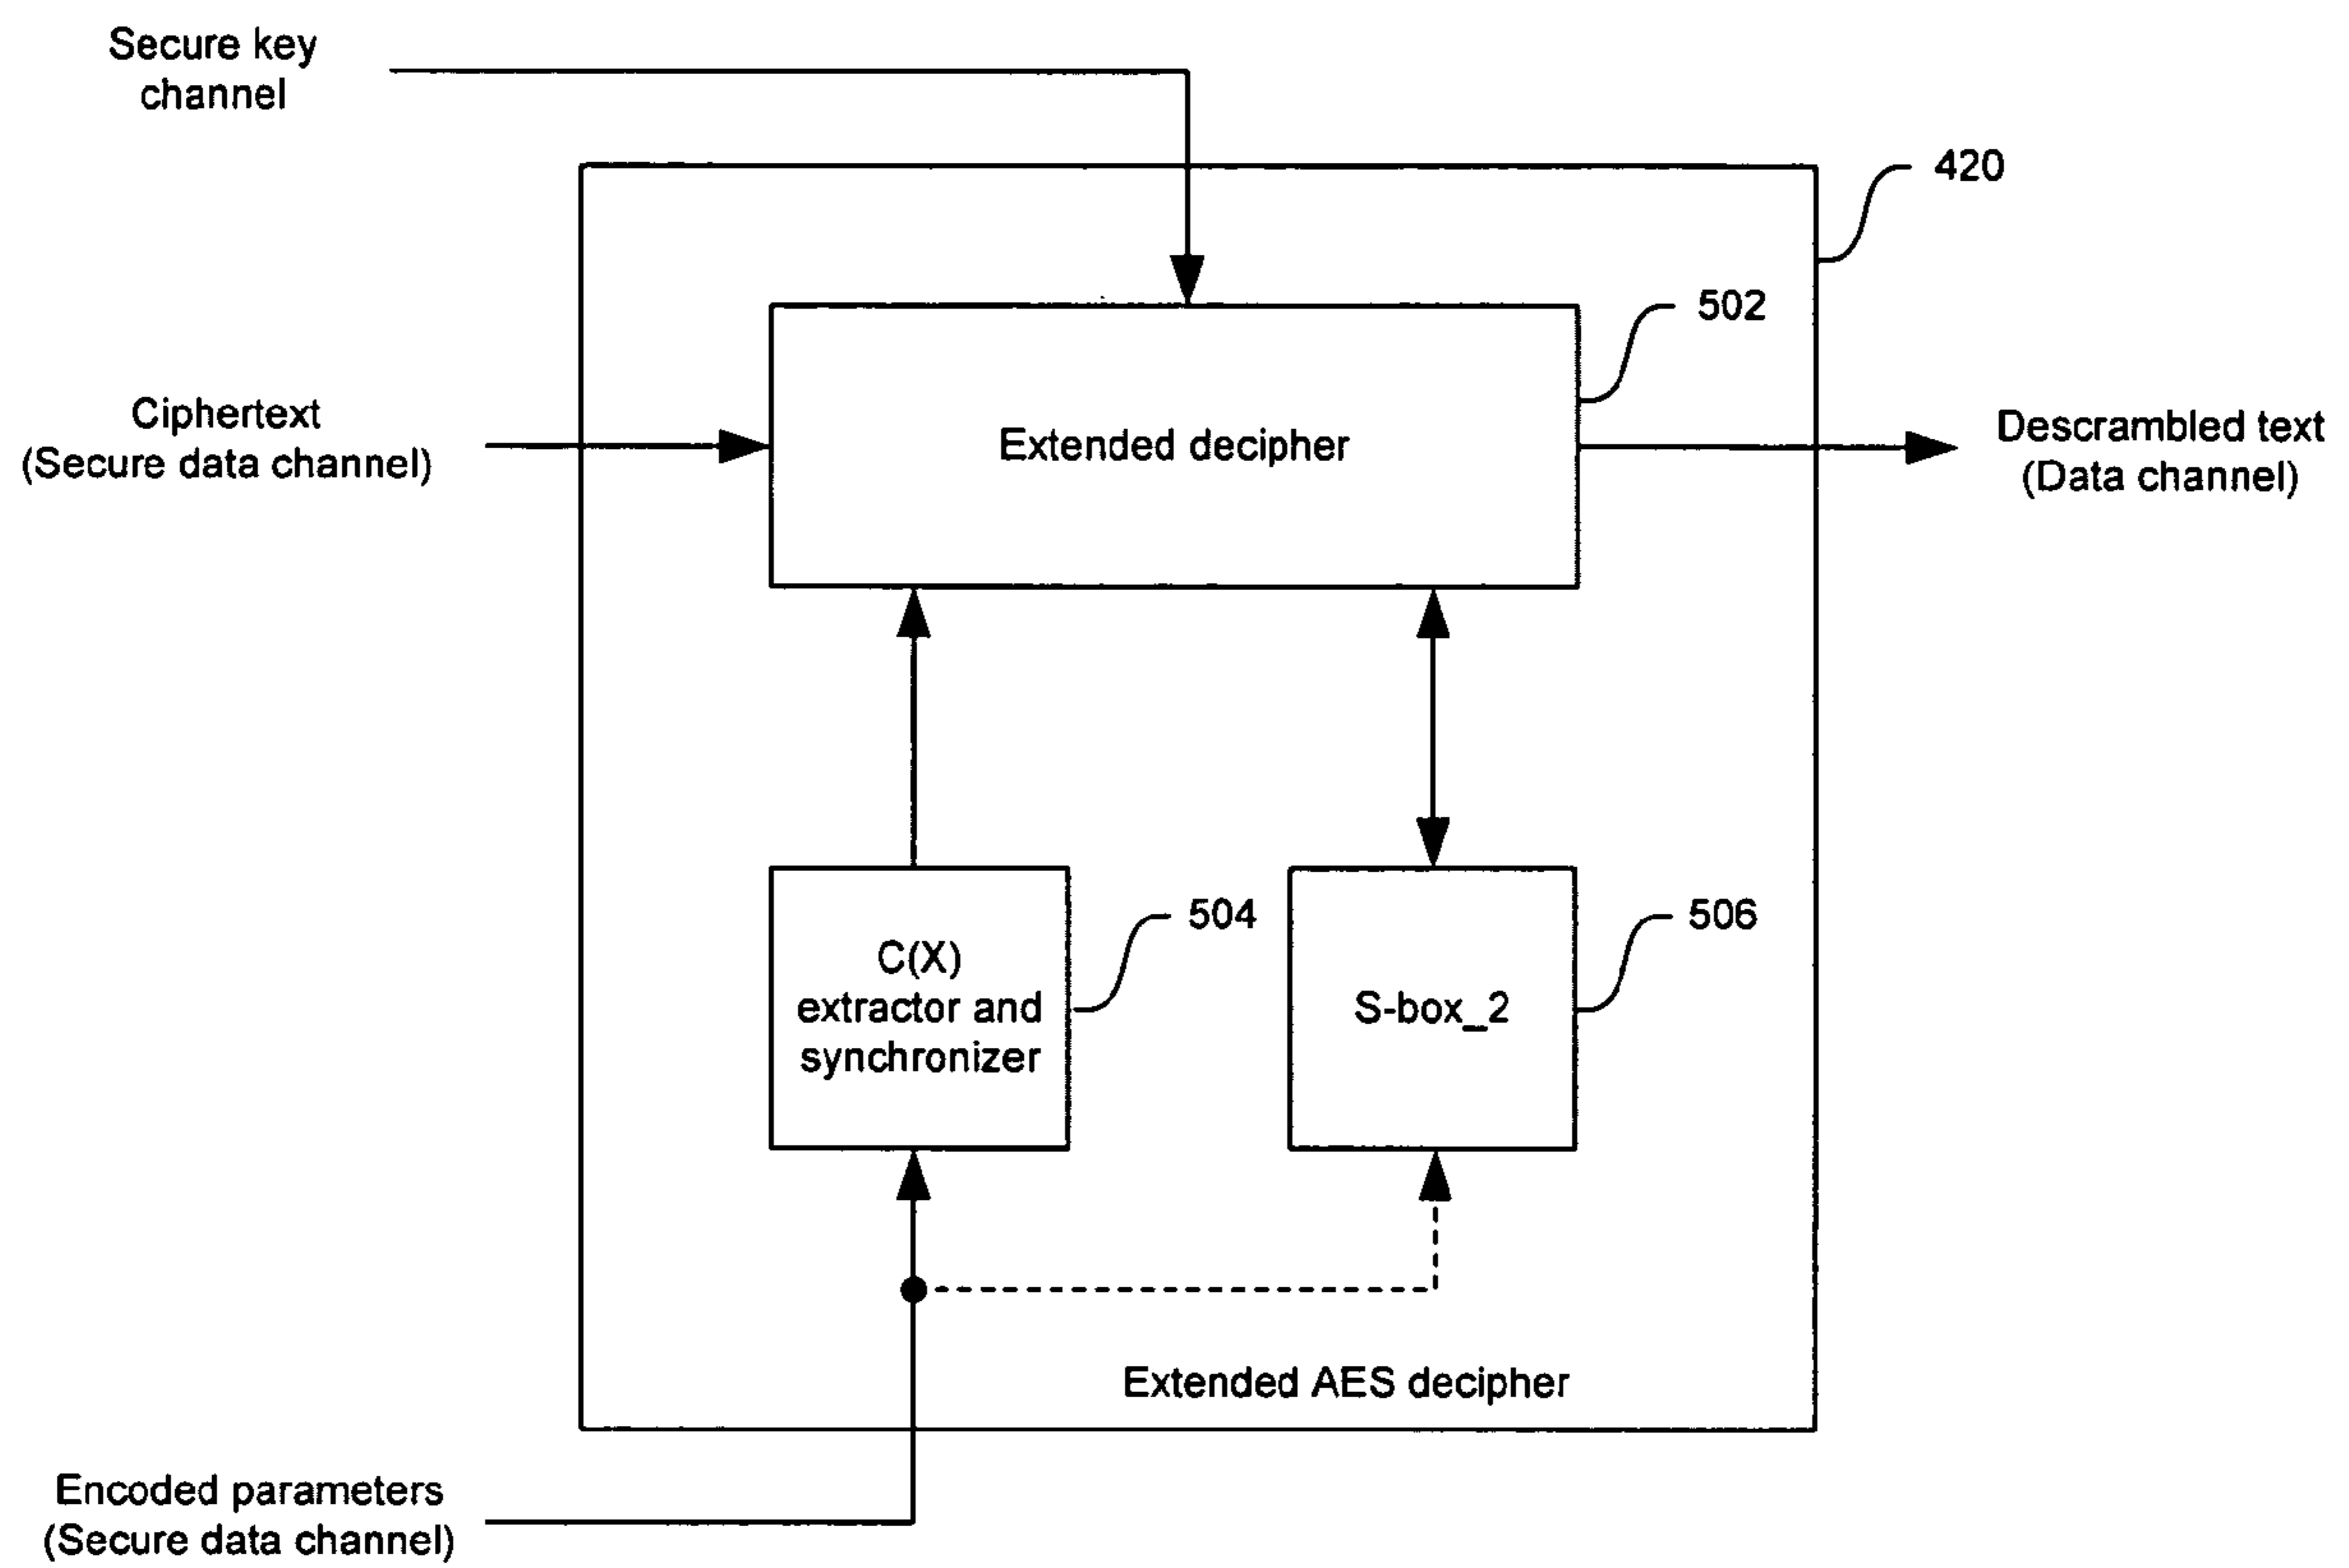 Secure key
channel
420
502
Ciphertext
(Secure data channel)
Extended decipher
Descrambled text
(Data channel)
504
506
C(X)
extractor and
synchronizer
S-box_2
Extended AES decipher
Encoded parameters
(Secure data channel)